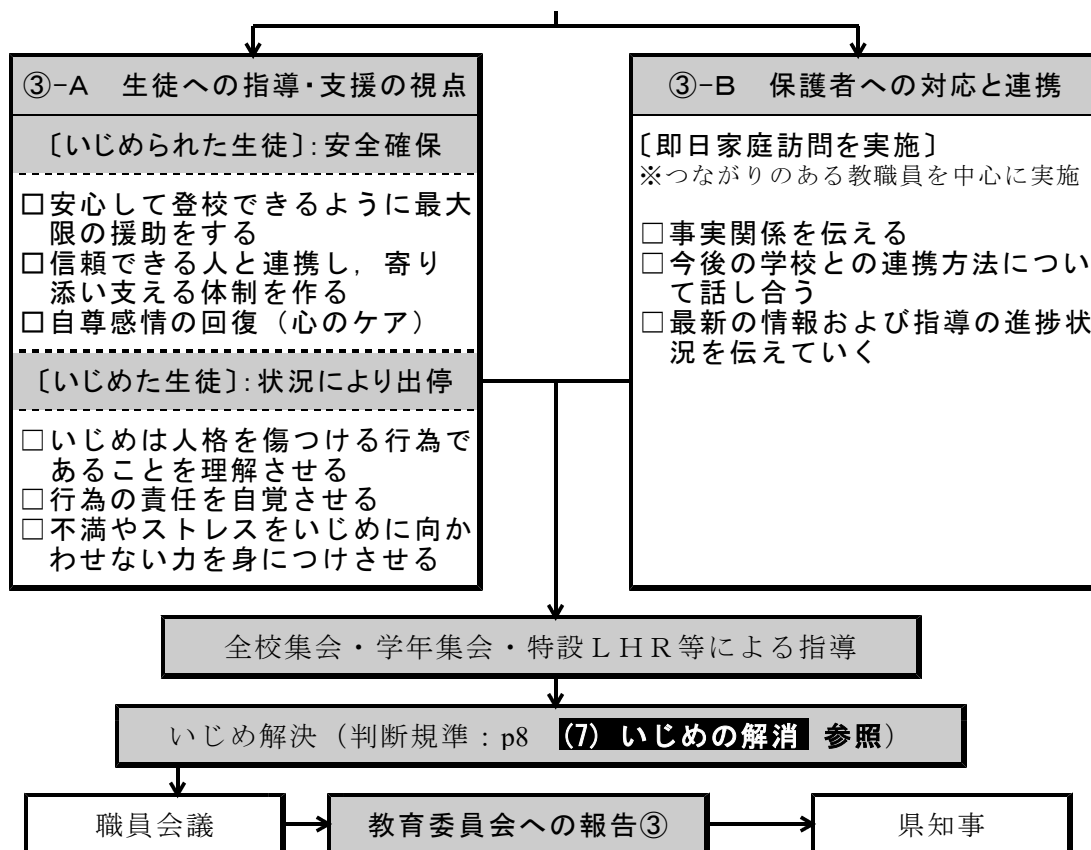 ③-A 生徒への指導・支援の視点
〔いじめられた生徒〕:安全確保
□安心して登校できるように最大
限の援助をする
□信頼できる人と連携し，寄り
添い支える体制を作る
□自尊感情の回復（心のケア）
〔いじめた生徒〕:状況により出停
□いじめは人格を傷つける行為で
あることを理解させる
□行為の責任を自覚させる
□不満やストレスをいじめに向か
わせない力を身につけさせる
③-B 保護者への対応と連携
〔即日家庭訪問を実施〕
※つながりのある教職員を中心に実施
□事実関係を伝える
□今後の学校との連携方法につい
て話し合う
□最新の情報および指導の進捗状
況を伝えていく
全校集会・学年集会・特設ＬＨＲ等による指導
いじめ解決（判断規準：p8 (7) いじめの解消 参照）
職員会議
教育委員会への報告③
県知事